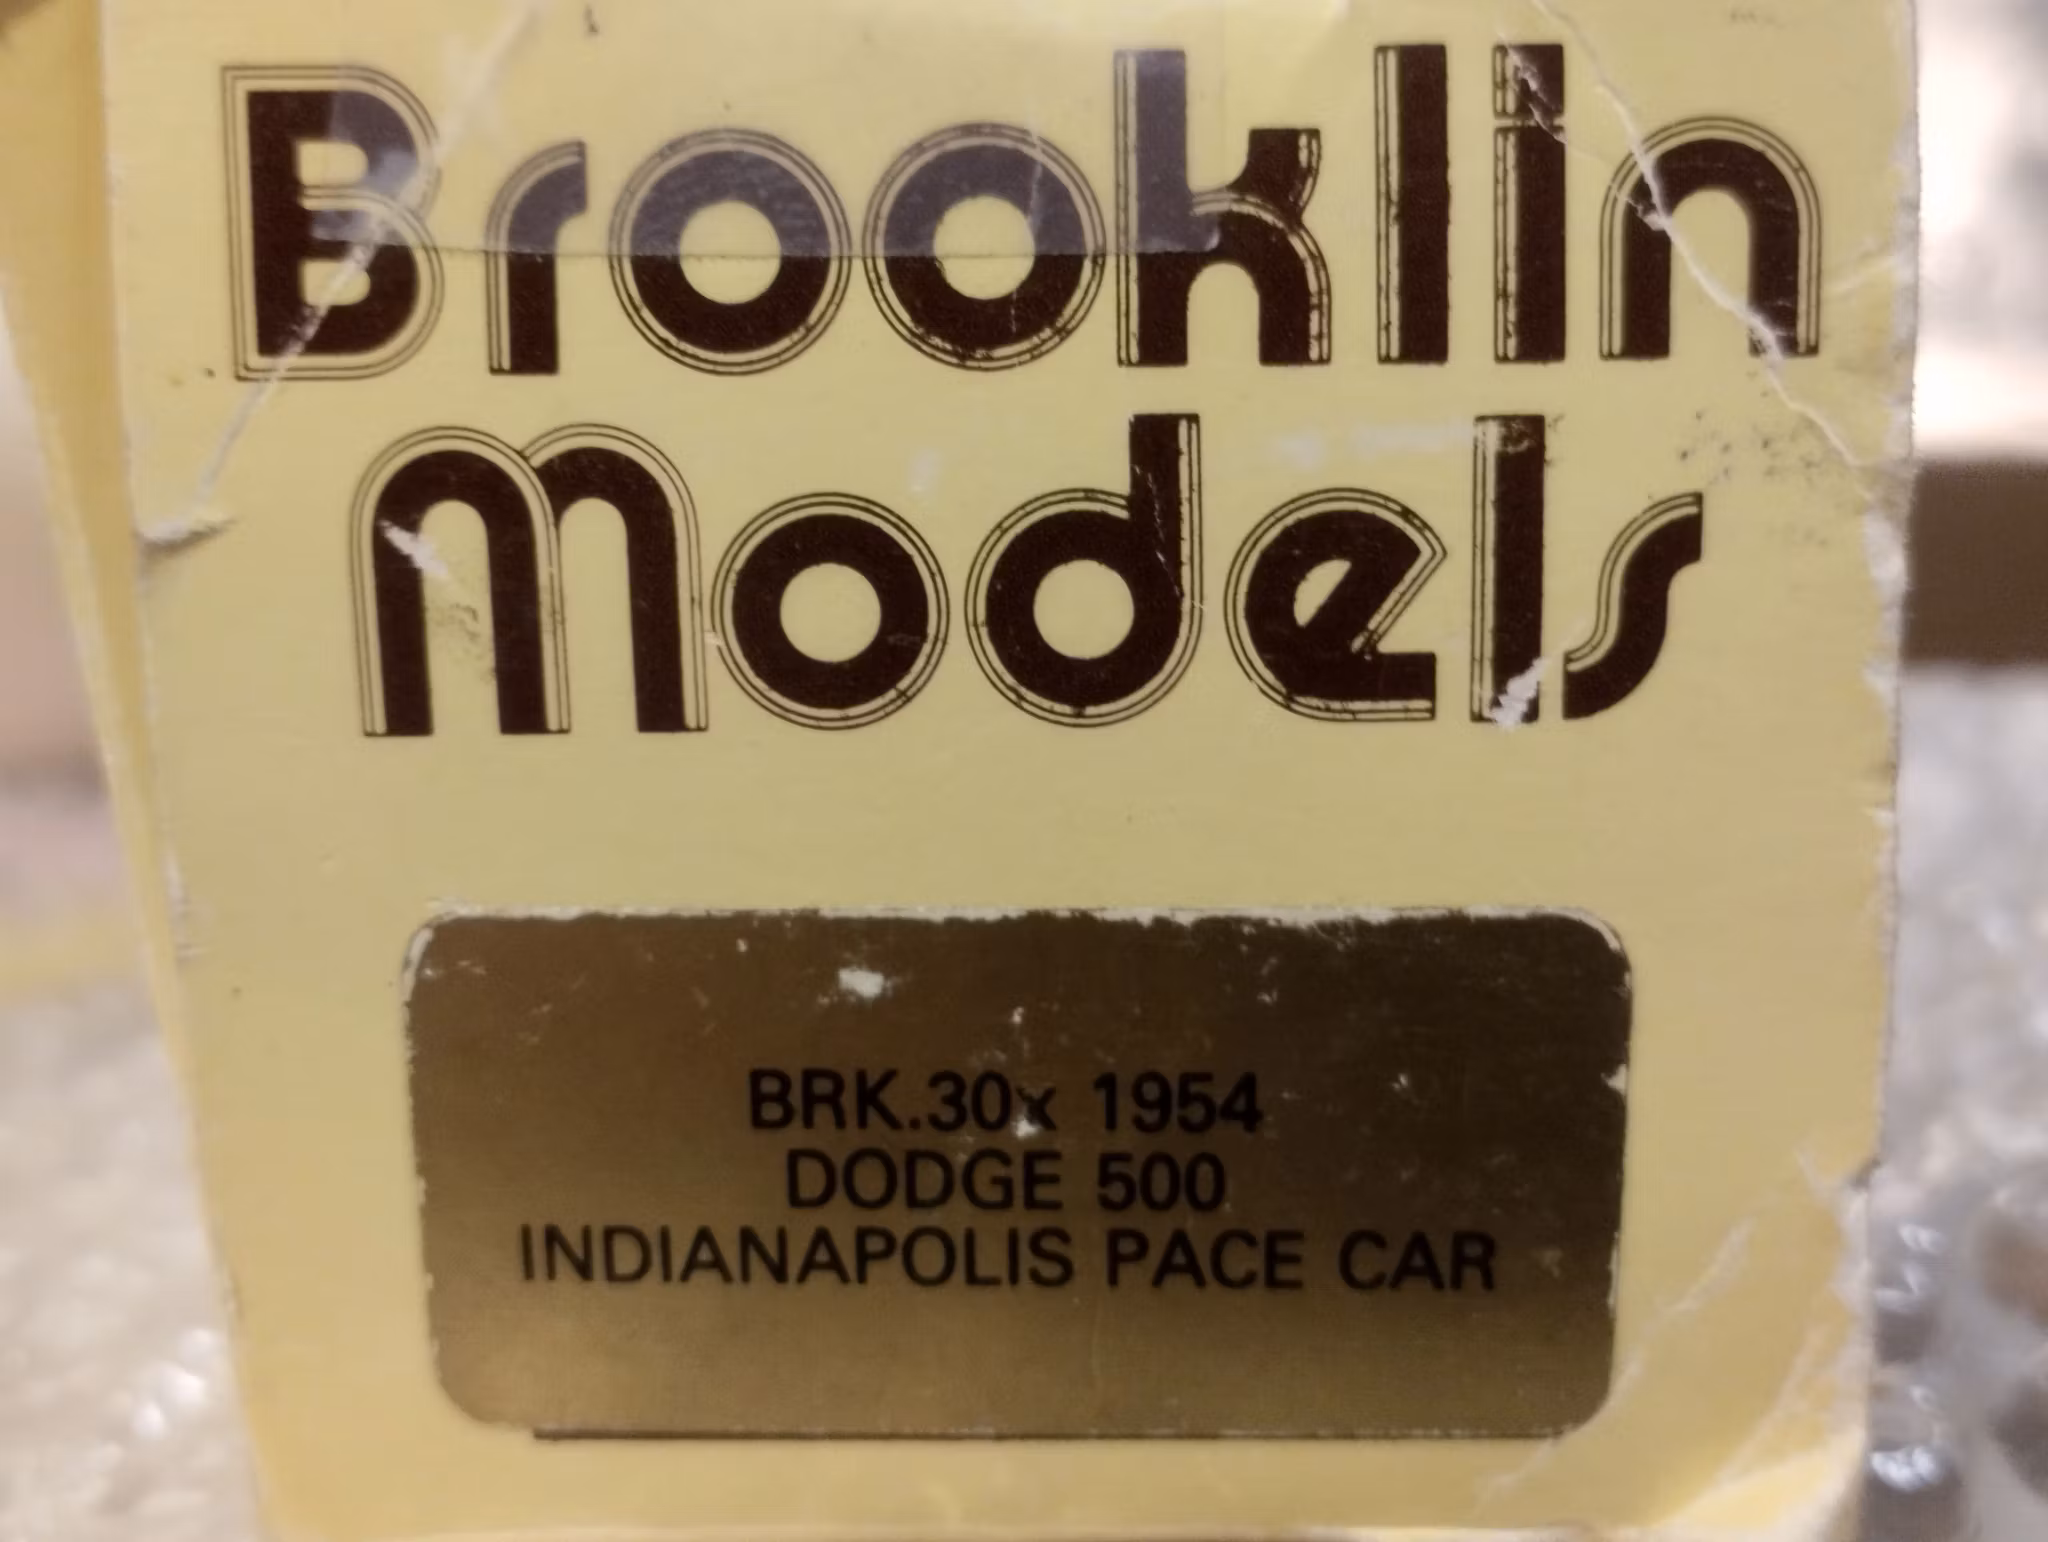 Brooklin
Models
BRK.30x 1954
DODGE 500
INDIANAPOLIS PACE CAR